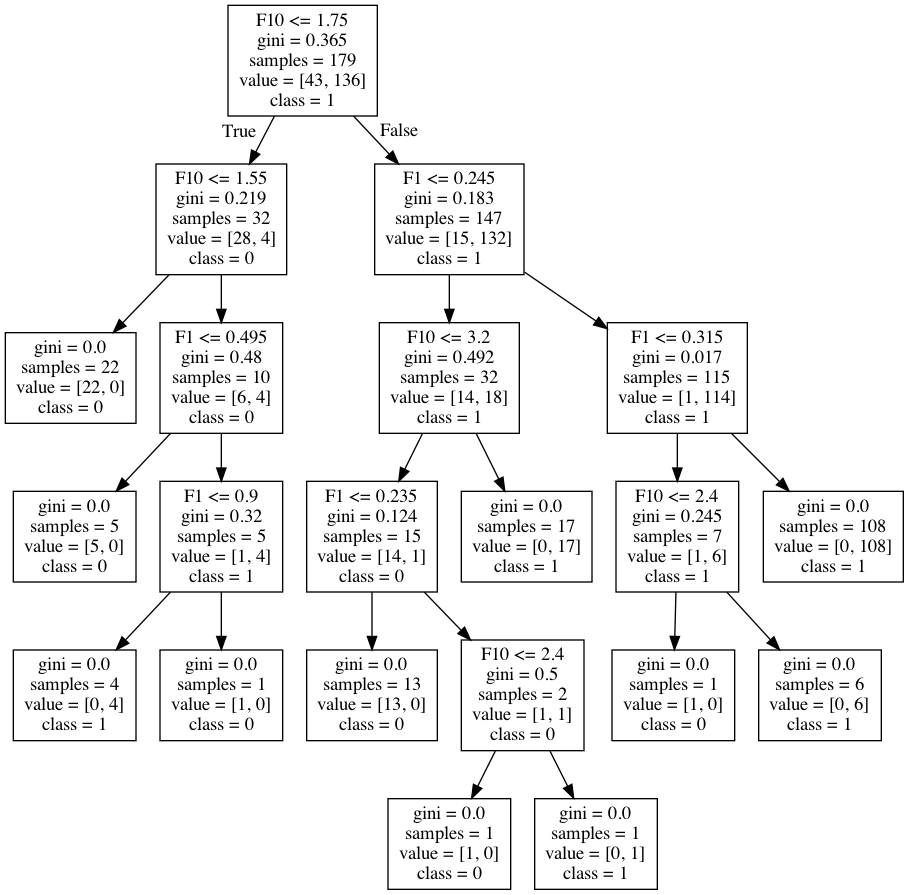 F10 <= 1.75
gini = 0.365
samples = 179
value = [43, 136]
class = 1
True
False
F10 <= 1.55
gini = 0.219
samples = 32
value = [28, 4]
class = 0
F1 <= 0.245
gini = 0.183
samples = 147
value = [15, 132]
class = 1
gini = 0.0
samples = 22
value = [22, 0]
class = 0
F1 <= 0.495
gini = 0.48
samples = 10
value = [6, 4]
class = 0
F10 <= 3.2
gini = 0.492
samples = 32
value = [14, 18]
class = 1
F1 <= 0.315
gini = 0.017
samples = 115
value = [1, 114]
class = 1
gini = 0.0
samples = 5
value = [5, 0]
class = 0
F1 <= 0.9
gini = 0.32
samples = 5
value = [1, 4]
class = 1
F1 <= 0.235
gini = 0.124
samples = 15
value = [14, 1]
class = 0
gini = 0.0
samples = 17
value = [0, 17]
class = 1
F10 <= 2.4
gini = 0.245
samples = 7
value = [1, 6]
class = 1
gini = 0.0
samples = 108
value = [0, 108]
class = 1
gini = 0.0
samples = 4
value = [0, 4]
class = 1
gini = 0.0
samples = 1
value = [1, 0]
class = 0
gini = 0.0
samples = 13
value = [13, 0]
class = 0
F10 <= 2.4
gini = 0.5
samples = 2
value = [1, 1]
class = 0
gini = 0.0
samples = 1
value = [1, 0]
class = 0
gini = 0.0
samples = 6
value = [0, 6]
class = 1
gini = 0.0
samples = 1
value = [1, 0]
class = 0
gini = 0.0
samples = 1
value = [0, 1]
class = 1